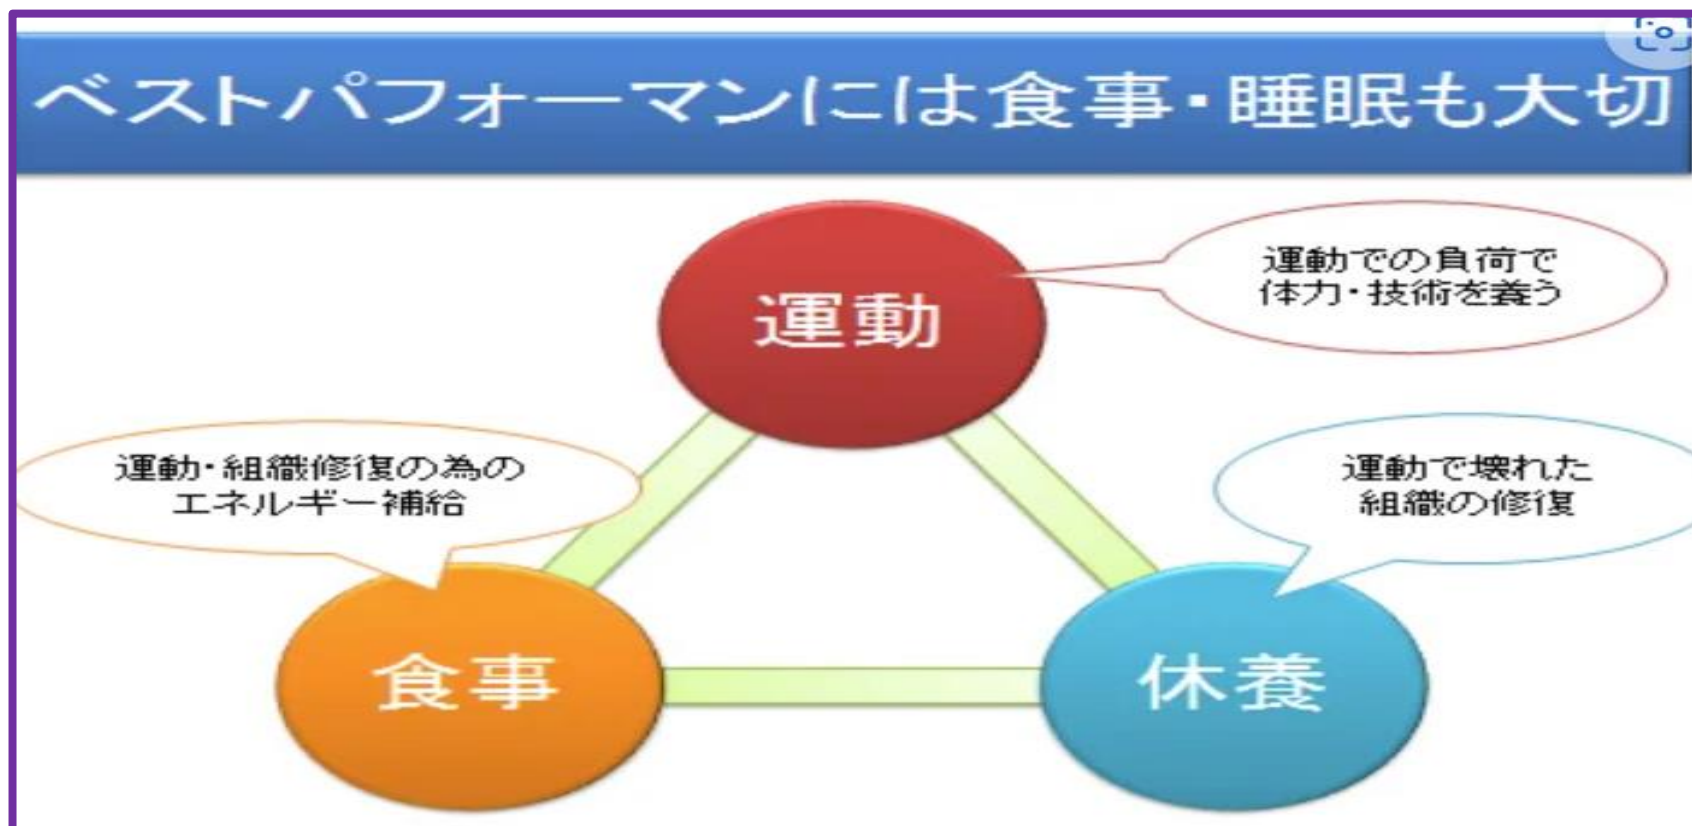 ベストパフォーマンには食事・睡眠も大切
運動
運動での負荷で
体力・技術を養う
運動・組織修復の為の
エネルギー補給
運動で壊れた
組織の修復
食事
休養